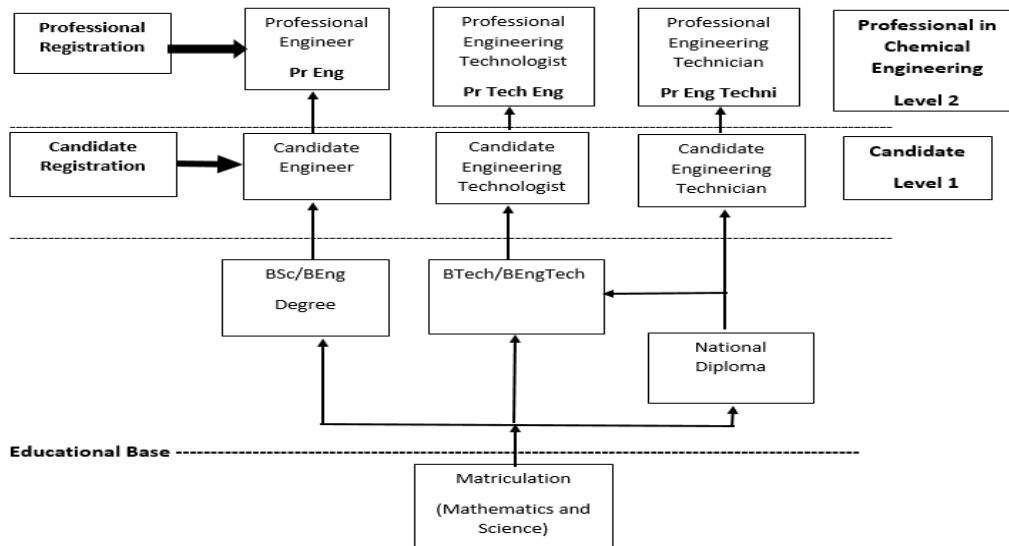 Professional
Registration
Professional
Engineer
Pr Eng
Professional
Engineering
Technologist
Pr Tech Eng
Professional
Engineering
Technician
Pr Eng Techni
Professional in
Chemical
Engineering
Level 2
Candidate
Registration
Candidate
Engineer
Candidate
Engineering
Technologist
Candidate
Engineering
Technician
Candidate
Level 1
BSc/BEng
Degree
BTech/BEngTech
National
Diploma
Educational Base
Matriculation
(Mathematics and
Science)